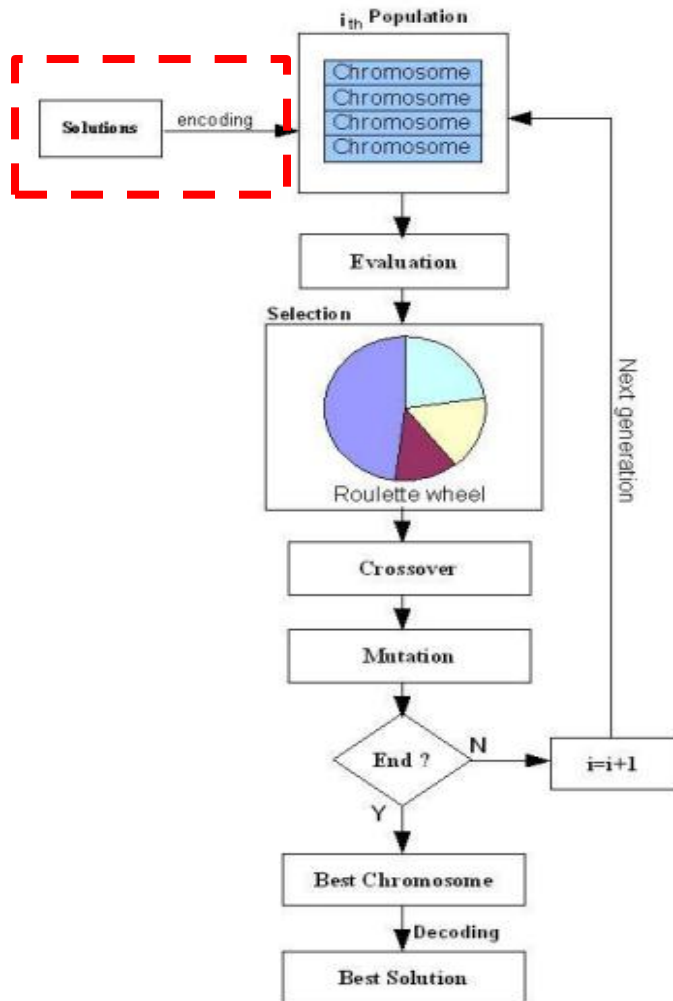 i_th Population
Chromosome
Chromosome
Chromosome
Chromosome
Solutions
encoding
Evaluation
Selection
Roulette wheel
Next generation
Crossover
Mutation
End ?
N
i=i+1
Y
Best Chromosome
Decoding
Best Solution